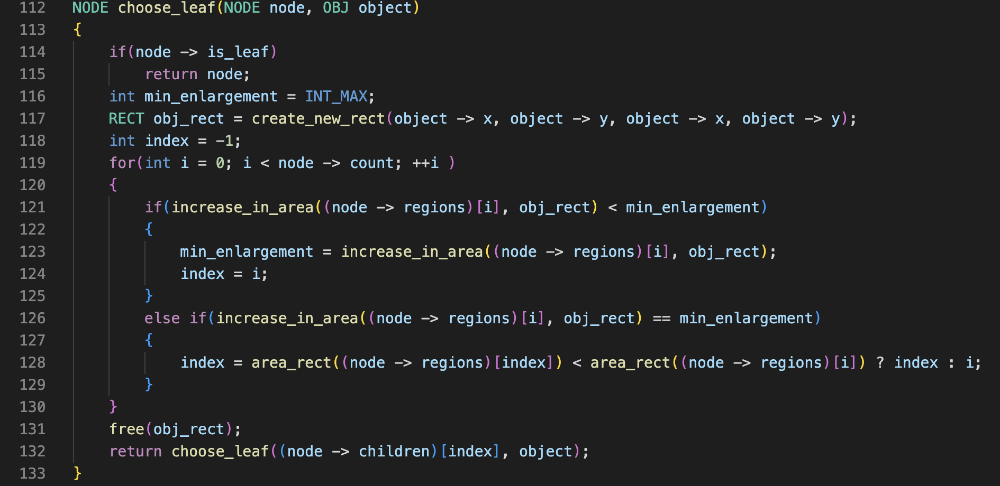 112 NODE choose_leaf(NODE node, OBJ object)
113 {
114     if(node -> is_leaf)
115         return node;
116     int min_enlargement = INT_MAX;
117     RECT obj_rect = create_new_rect(object -> x, object -> y, object -> x, object -> y);
118     int index = -1;
119     for(int i = 0; i < node -> count; ++i )
120     {
121         if(increase_in_area((node -> regions)[i], obj_rect) < min_enlargement)
122         {
123             min_enlargement = increase_in_area((node -> regions)[i], obj_rect);
124             index = i;
125         }
126         else if(increase_in_area((node -> regions)[i], obj_rect) == min_enlargement)
127         {
128             index = area_rect((node -> regions)[index]) < area_rect((node -> regions)[i]) ? index : i;
129         }
130     }
131     free(obj_rect);
132     return choose_leaf((node -> children)[index], object);
133 }